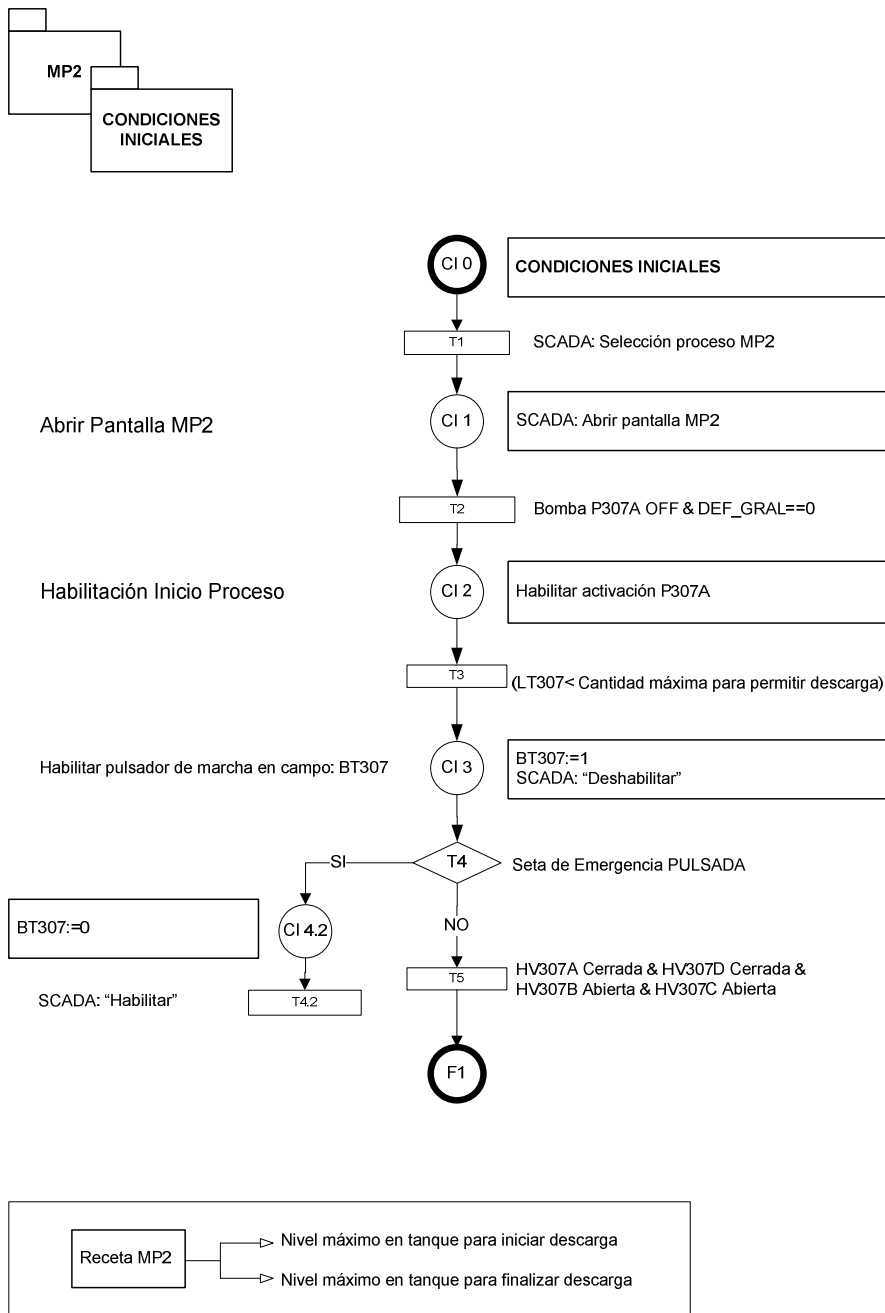 MP2
CONDICIONES
INICIALES
CI 0
CONDICIONES INICIALES
T1
SCADA: Selección proceso MP2
Abrir Pantalla MP2
CI 1
SCADA: Abrir pantalla MP2
T2
Bomba P307A OFF & DEF_GRAL==0
Habilitación Inicio Proceso
CI 2
Habilitar activación P307A
T3
(LT307< Cantidad máxima para permitir descarga)
Habilitar pulsador de marcha en campo: BT307
CI 3
BT307:=1
SCADA: “Deshabilitar”
SI
T4
Seta de Emergencia PULSADA
BT307:=0
CI 4.2
NO
SCADA: “Habilitar”
T4.2
T5
HV307A Cerrada & HV307D Cerrada &
HV307B Abierta & HV307C Abierta
F1
Receta MP2
Nivel máximo en tanque para iniciar descarga
Nivel máximo en tanque para finalizar descarga